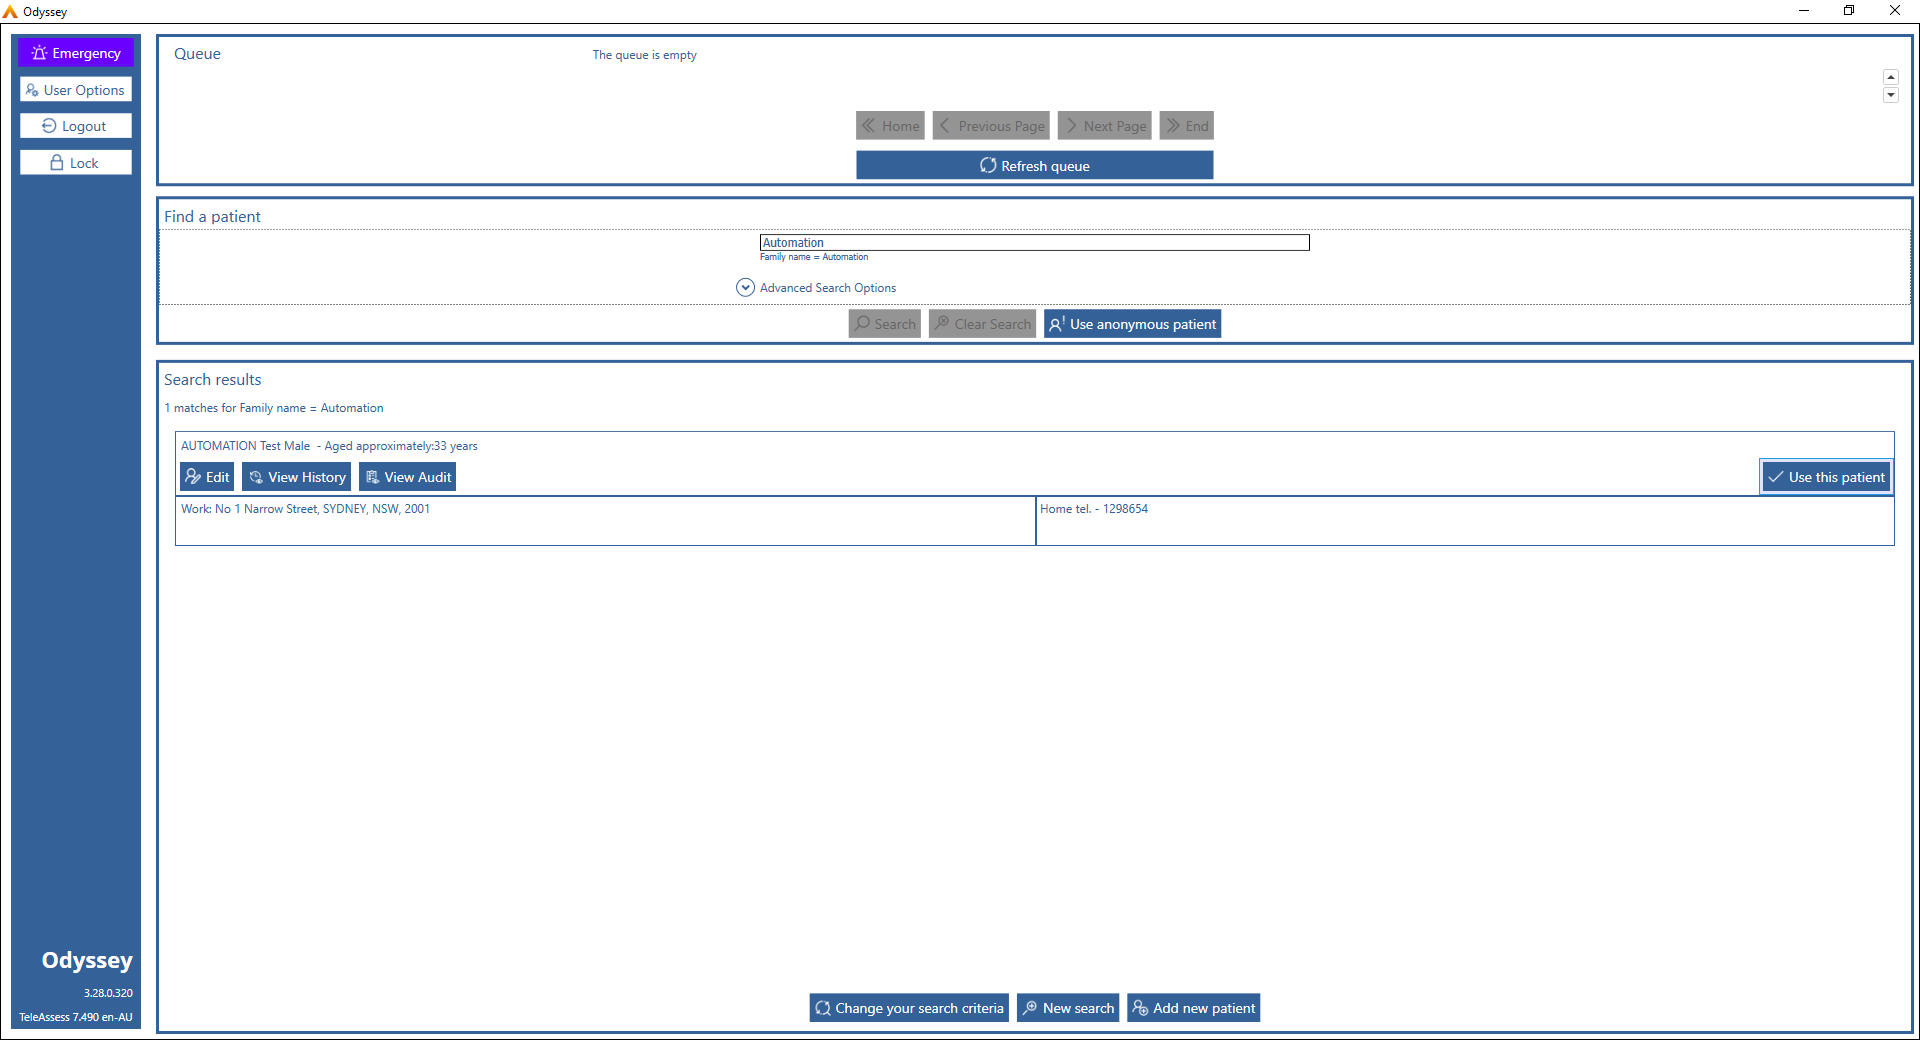 Odyssey
Emergency
User Options
Logout
Lock
Queue
The queue is empty
Home
Previous Page
Next Page
End
Refresh queue
Find a patient
Automation
Family name = Automation
Advanced Search Options
Search
Clear Search
Use anonymous patient
Search results
1 matches for Family name = Automation
AUTOMATION Test Male - Aged approximately:33 years
Edit
View History
View Audit
Use this patient
Work: No 1 Narrow Street, SYDNEY, NSW, 2001
Home tel. - 1298654
Odyssey
3.28.0.320
TeleAssess 7.490 en-AU
Change your search criteria
New search
Add new patient